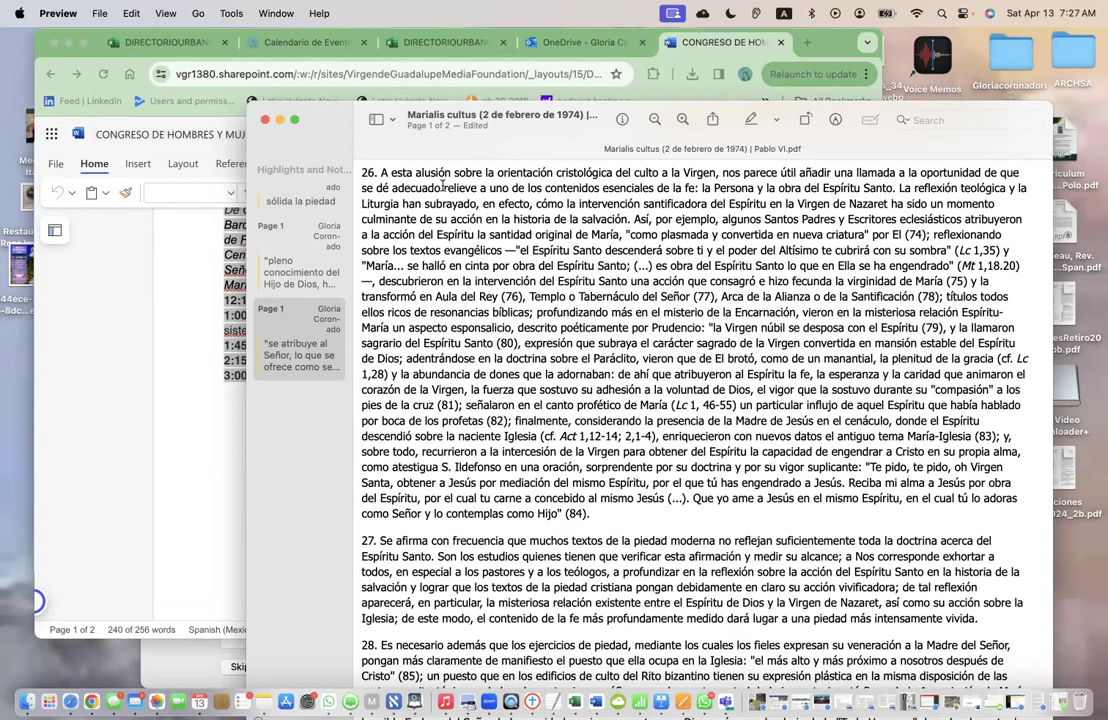 Preview File Edit View Go Tools Window Help
Sat Apr 13 7:27 AM
DIRECTORIOURBAN
Calendario de Event
DIRECTORIOURBAN
OneDrive - Gloria Co
CONGRESO DE HOM
vgr1380.sharepoint.com/:w:/r/sites/VirgendeGuadalupeMediaFoundation/_layouts/15/D...
Relaunch to update
Feed | LinkedIn
Users and permiss...
CONGRESO DE HOMBRES Y MUJ
File Home Insert Layout Refere
12:1
1:00
siste
1:45
2:15
3:00
Page 1 of 2 240 of 256 words Spanish (Mexic
Skip
Marialis cultus (2 de febrero de 1974) |...
Page 1 of 2 — Edited
Search
Highlights and Not...
ado
sólida la piedad
Page 1 Gloria
Coron-
ado
"pleno
conocimiento del
Hijo de Dios, h...
Page 1 Gloria
Coron-
ado
"se atribuye al
Señor, lo que se
ofrece como se...
Marialis cultus (2 de febrero de 1974) | Pablo VI.pdf
26. A esta alusión sobre la orientación cristológica del culto a la Virgen, nos parece útil añadir una llamada a la oportunidad de que
se dé adecuado relieve a uno de los contenidos esenciales de la fe: la Persona y la obra del Espíritu Santo. La reflexión teológica y la
Liturgia han subrayado, en efecto, cómo la intervención santificadora del Espíritu en la Virgen de Nazaret ha sido un momento
culminante de su acción en la historia de la salvación. Así, por ejemplo, algunos Santos Padres y Escritores eclesiásticos atribuyeron
a la acción del Espíritu la santidad original de María, "como plasmada y convertida en nueva criatura" por El (74); reflexionando
sobre los textos evangélicos —"el Espíritu Santo descenderá sobre ti y el poder del Altísimo te cubrirá con su sombra" (Lc 1,35) y
"María... se halló en cinta por obra del Espíritu Santo; (...) es obra del Espíritu Santo lo que en Ella se ha engendrado" (Mt 1,18.20)
—, descubrieron en la intervención del Espíritu Santo una acción que consagró e hizo fecunda la virginidad de María (75) y la
transformó en Aula del Rey (76), Templo o Tabernáculo del Señor (77), Arca de la Alianza o de la Santificación (78); títulos todos
ellos ricos de resonancias bíblicas; profundizando más en el misterio de la Encarnación, vieron en la misteriosa relación Espíritu-
María un aspecto esponsalicio, descrito poéticamente por Prudencio: "la Virgen núbil se desposa con el Espíritu (79), y la llamaron
sagrario del Espíritu Santo (80), expresión que subraya el carácter sagrado de la Virgen convertida en mansión estable del Espíritu
de Dios; adentrándose en la doctrina sobre el Paráclito, vieron que de El brotó, como de un manantial, la plenitud de la gracia (cf. Lc
1,28) y la abundancia de dones que la adornaban: de ahí que atribuyeron al Espíritu la fe, la esperanza y la caridad que animaron el
corazón de la Virgen, la fuerza que sostuvo su adhesión a la voluntad de Dios, el vigor que la sostuvo durante su "compasión" a los
pies de la cruz (81); señalaron en el canto profético de María (Lc 1, 46-55) un particular influjo de aquel Espíritu que había hablado
por boca de los profetas (82); finalmente, considerando la presencia de la Madre de Jesús en el cenáculo, donde el Espíritu
descendió sobre la naciente Iglesia (cf. Act 1,12-14; 2,1-4), enriquecieron con nuevos datos el antiguo tema María-Iglesia (83); y,
sobre todo, recurrieron a la intercesión de la Virgen para obtener del Espíritu la capacidad de engendrar a Cristo en su propia alma,
como atestigua S. Ildefonso en una oración, sorprendente por su doctrina y por su vigor suplicante: "Te pido, te pido, oh Virgen
Santa, obtener a Jesús por mediación del mismo Espíritu, por el que tú has engendrado a Jesús. Reciba mi alma a Jesús por obra
del Espíritu, por el cual tu carne a concebido al mismo Jesús (...). Que yo ame a Jesús en el mismo Espíritu, en el cual tú lo adoras
como Señor y lo contemplas como Hijo" (84).
27. Se afirma con frecuencia que muchos textos de la piedad moderna no reflejan suficientemente toda la doctrina acerca del
Espíritu Santo. Son los estudios quienes tienen que verificar esta afirmación y medir su alcance; a Nos corresponde exhortar a
todos, en especial a los pastores y a los teólogos, a profundizar en la reflexión sobre la acción del Espíritu Santo en la historia de la
salvación y lograr que los textos de la piedad cristiana pongan debidamente en claro su acción vivificadora; de tal reflexión
aparecerá, en particular, la misteriosa relación existente entre el Espíritu de Dios y la Virgen de Nazaret, así como su acción sobre la
Iglesia; de este modo, el contenido de la fe más profundamente medido dará lugar a una piedad más intensamente vivida.
28. Es necesario además que los ejercicios de piedad, mediante los cuales los fieles expresan su veneración a la Madre del Señor,
pongan más claramente de manifiesto el puesto que ella ocupa en la Iglesia: "el más alto y más próximo a nosotros después de
Cristo" (85); un puesto que en los edificios de culto del Rito bizantino tienen su expresión plástica en la misma disposición de las
Voice Memos
Gloriacoronadori
ARCHSA
Video